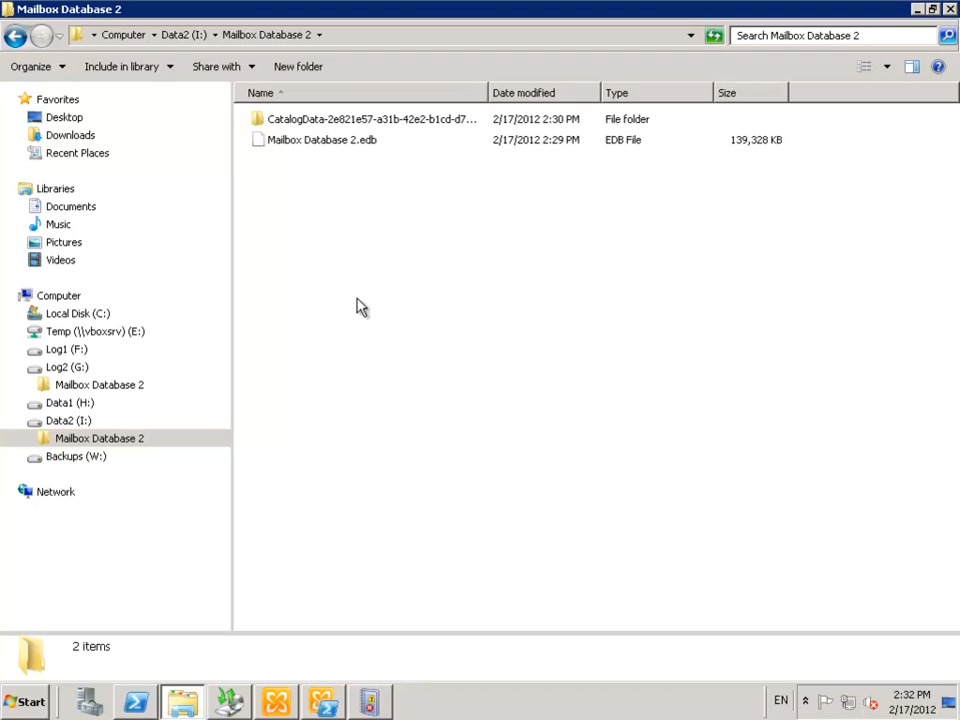 Mailbox Database 2
Computer Data2 (I:) Mailbox Database 2
Search Mailbox Database 2
Organize Include in library Share with New folder
Name Date modified Type Size
Favorites
Desktop
Downloads
Recent Places
Libraries
Documents
Music
Pictures
Videos
Computer
Local Disk (C:)
Temp (\\vboxsrv) (E:)
Log1 (F:)
Log2 (G:)
Mailbox Database 2
Data1 (H:)
Data2 (I:)
Mailbox Database 2
Backups (W:)
Network
CatalogData-2e821e57-a31b-42e2-b1cd-d7... 2/17/2012 2:30 PM File folder
Mailbox Database 2.edb 2/17/2012 2:29 PM EDB File 139,328 KB
2 items
Start
EN
2:32 PM
2/17/2012